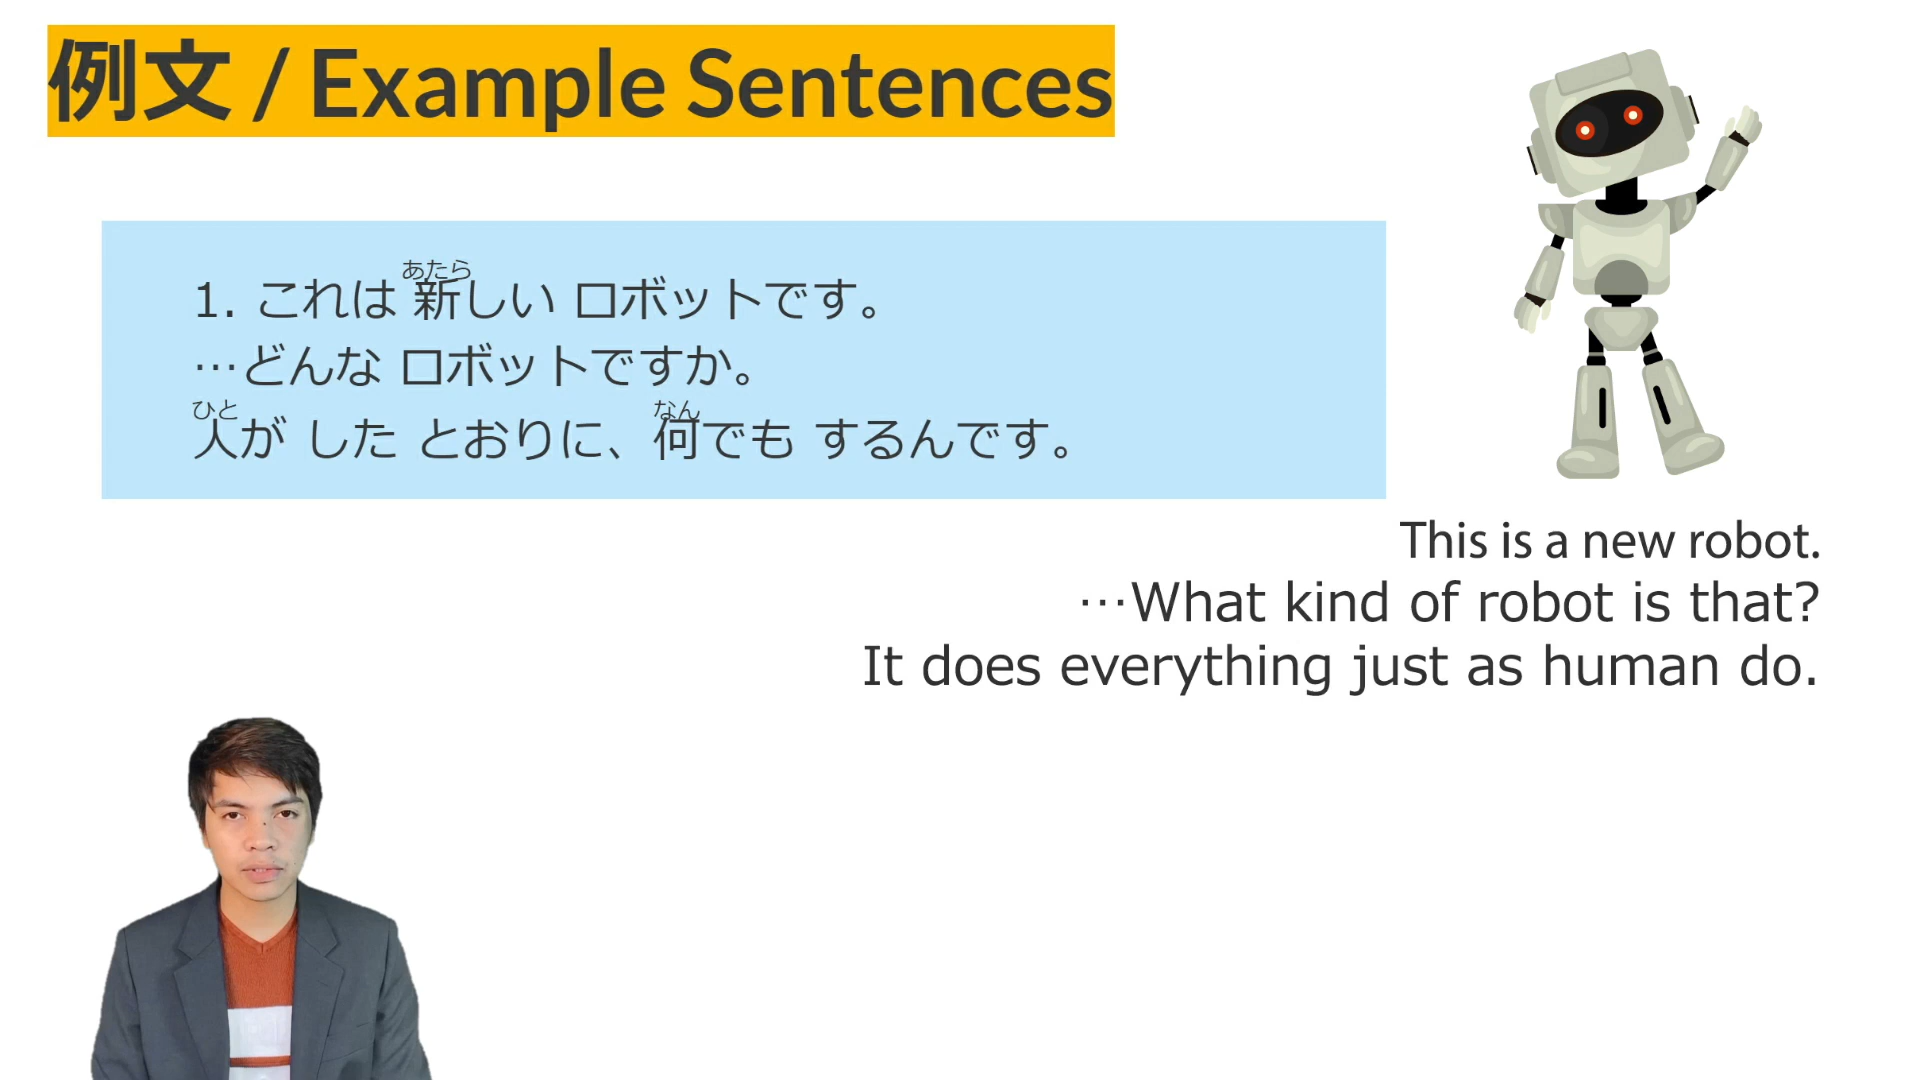 例文 / Example Sentences
1. これは 新しい ロボットです。
あたら
…どんな ロボットですか。
ひと なん
人が した とおりに、何でも するんです。
This is a new robot.
…What kind of robot is that?
It does everything just as human do.